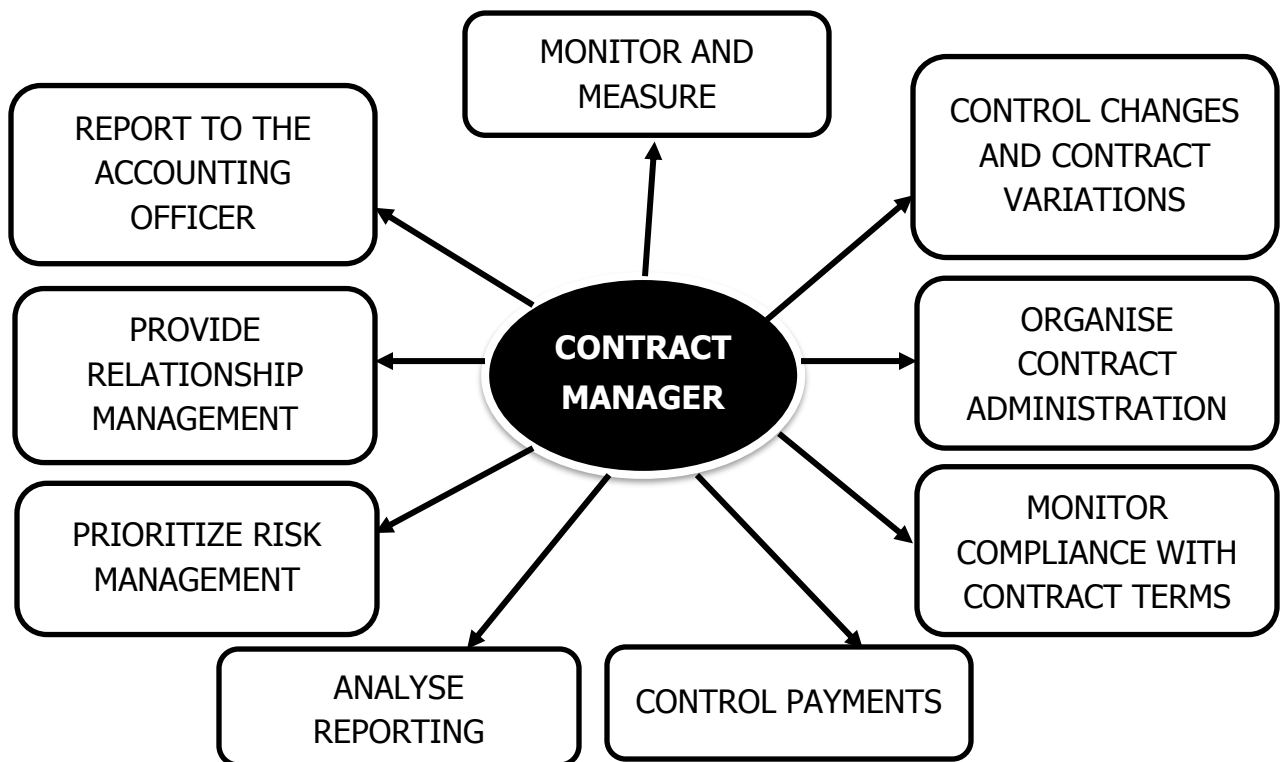 MONITOR AND
MEASURE
CONTROL CHANGES
AND CONTRACT
VARIATIONS
REPORT TO THE
ACCOUNTING
OFFICER
PROVIDE
RELATIONSHIP
MANAGEMENT
CONTRACT
MANAGER
ORGANISE
CONTRACT
ADMINISTRATION
PRIORITIZE RISK
MANAGEMENT
MONITOR
COMPLIANCE WITH
CONTRACT TERMS
ANALYSE
REPORTING
CONTROL PAYMENTS